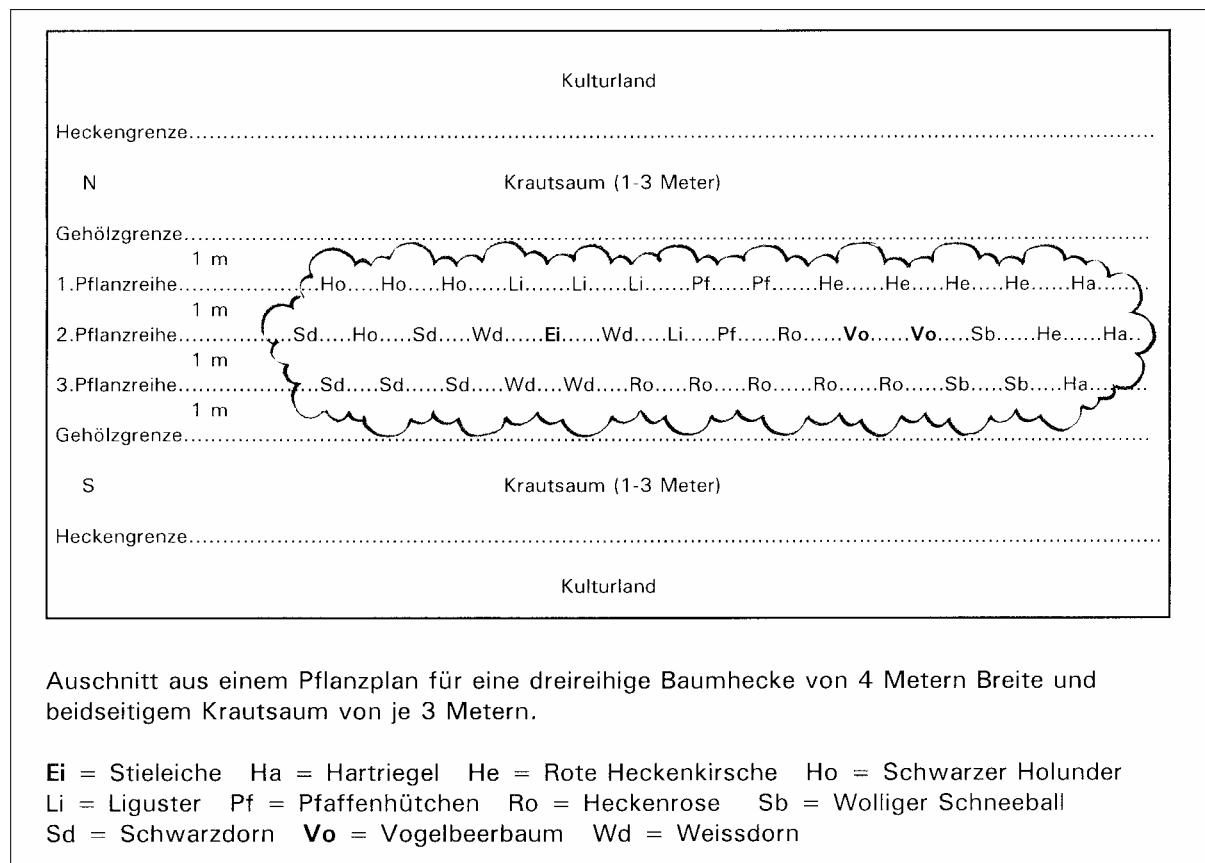 Kulturland
Heckengrenze
N Krautsaum (1-3 Meter)
Gehölzgrenze
1 m
1.Pflanzreihe.....Ho.....Ho.....Ho.....Li......Li.....Li.....Pf.....Pf.....He.....He.....He.....He.....Ha
1 m
2.Pflanzreihe.....Sd.....Ho.....Sd.....Wd.....Ei.....Wd.....Li....Pf.....Ro.....Vo.....Vo.....Sb.....He.....Ha
1 m
3.Pflanzreihe.....Sd.....Sd.....Sd.....Wd....Wd.....Ro.....Ro.....Ro.....Ro.....Ro.....Sb.....Sb.....Ha
1 m
Gehölzgrenze
S Krautsaum (1-3 Meter)
Heckengrenze
Kulturland
Auschnitt aus einem Pflanzplan für eine dreireihige Baumhecke von 4 Metern Breite und
beidseitigem Krautsaum von je 3 Metern.
Ei = Stieleiche Ha = Hartriegel He = Rote Heckenkirsche Ho = Schwarzer Holunder
Li = Liguster Pf = Pfaffenhütchen Ro = Heckenrose Sb = Wolliger Schneeball
Sd = Schwarzdorn Vo = Vogelbeerbaum Wd = Weissdorn